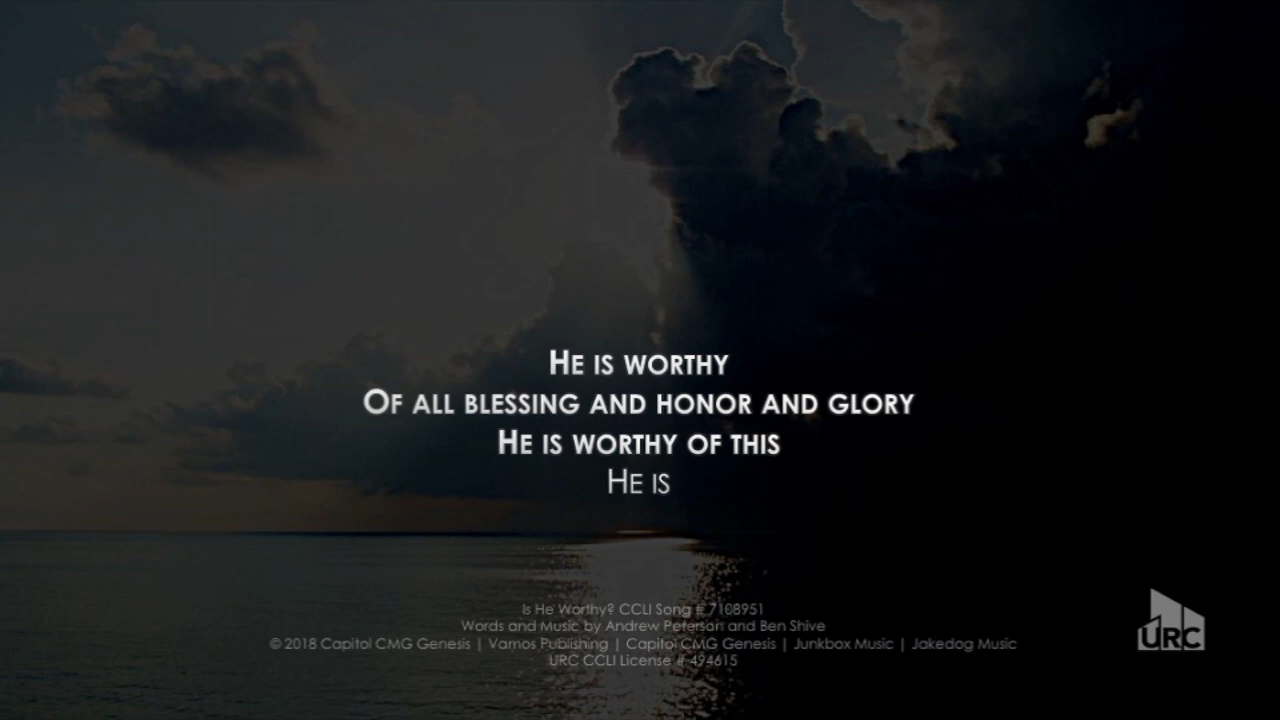 He is worthy
Of all blessing and honor and glory
He is worthy of this
He is
Is He Worthy? CCLI Song # 7108951
Words and Music by Andrew Peterson and Ben Shive
© 2018 Capitol CMG Genesis | Vamos Publishing | Capitol CMG Genesis | Junkbox Music | Jakedog Music
URC CCLI License # 494615
URC